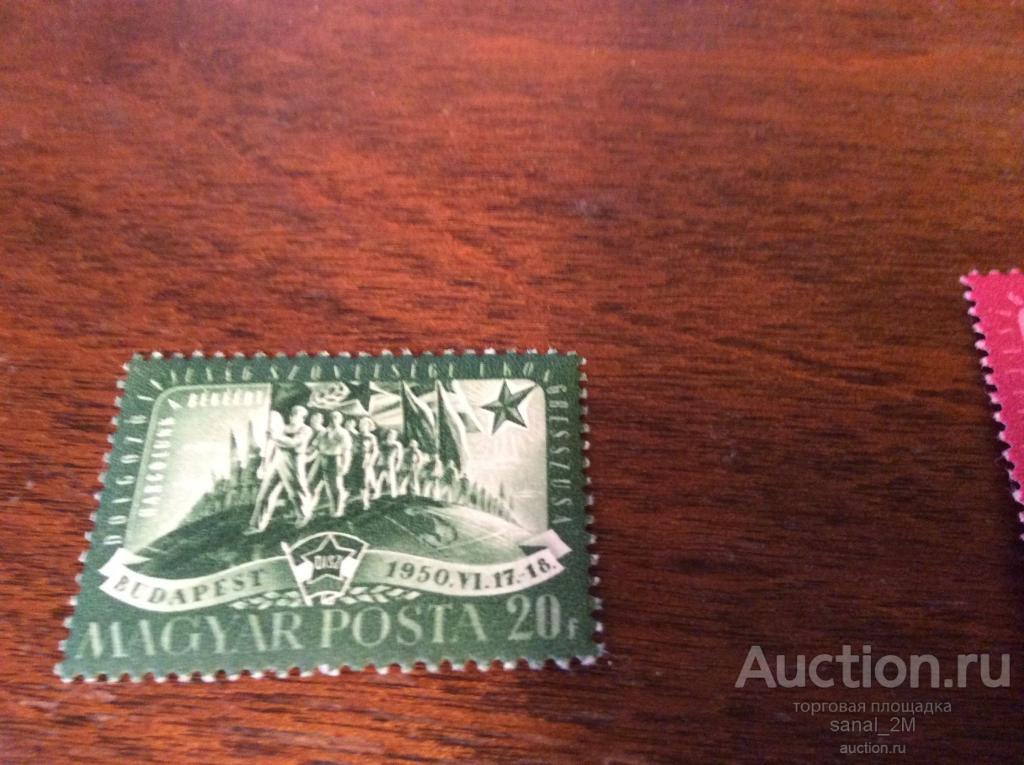 DOLGOZÓ IFJÚSÁG SZÖVETSÉGE I. KONGRESSZUSA
HARCOLUNK A BÉKÉÉRT
DISZ
BUDAPEST 1950.VI.17.-18.
MAGYAR POSTA 20f
Auction.ru
торговая площадка
sanal_2M
auction.ru